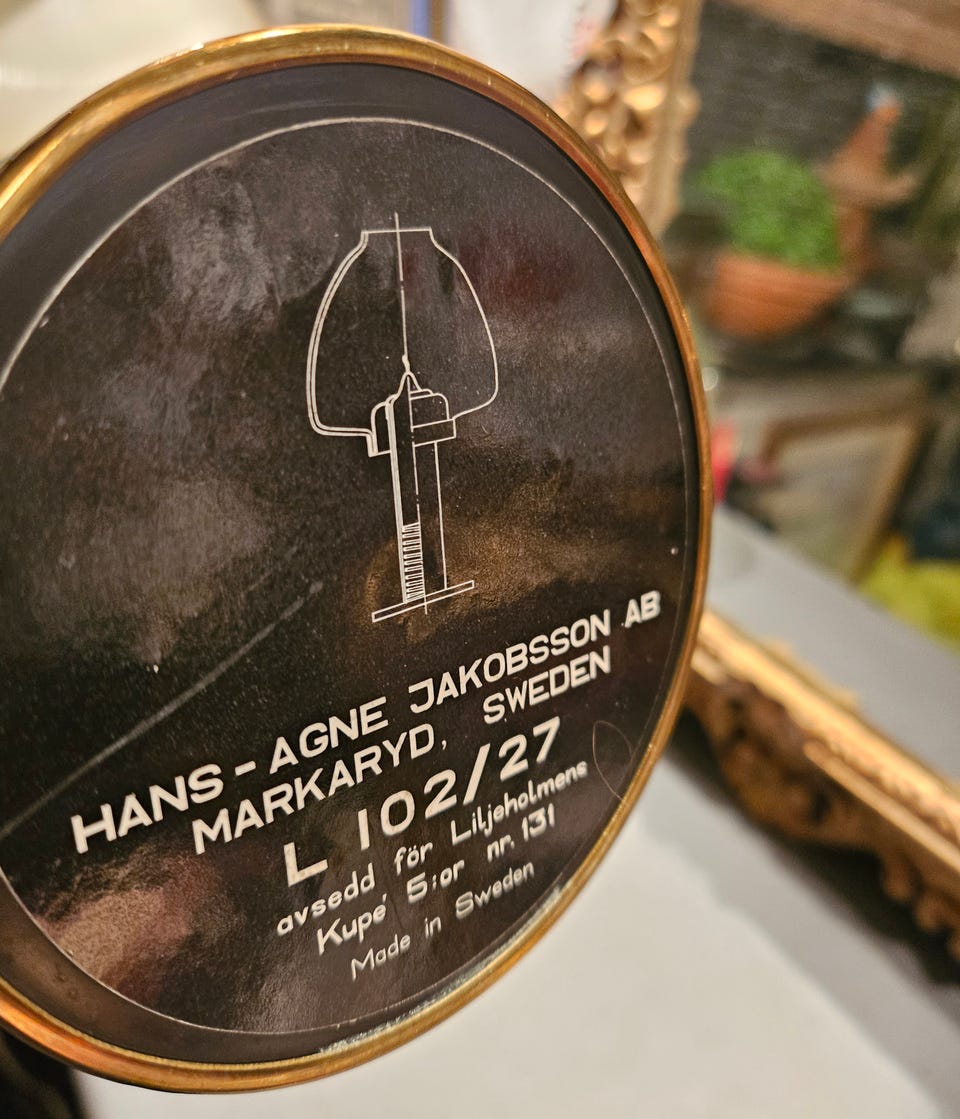 HANS-AGNE JAKOBSSON AB
MARKARYD, SWEDEN
L 102/27
avsedd för Liljeholmens
Kupé 5:or nr. 131
Made in Sweden